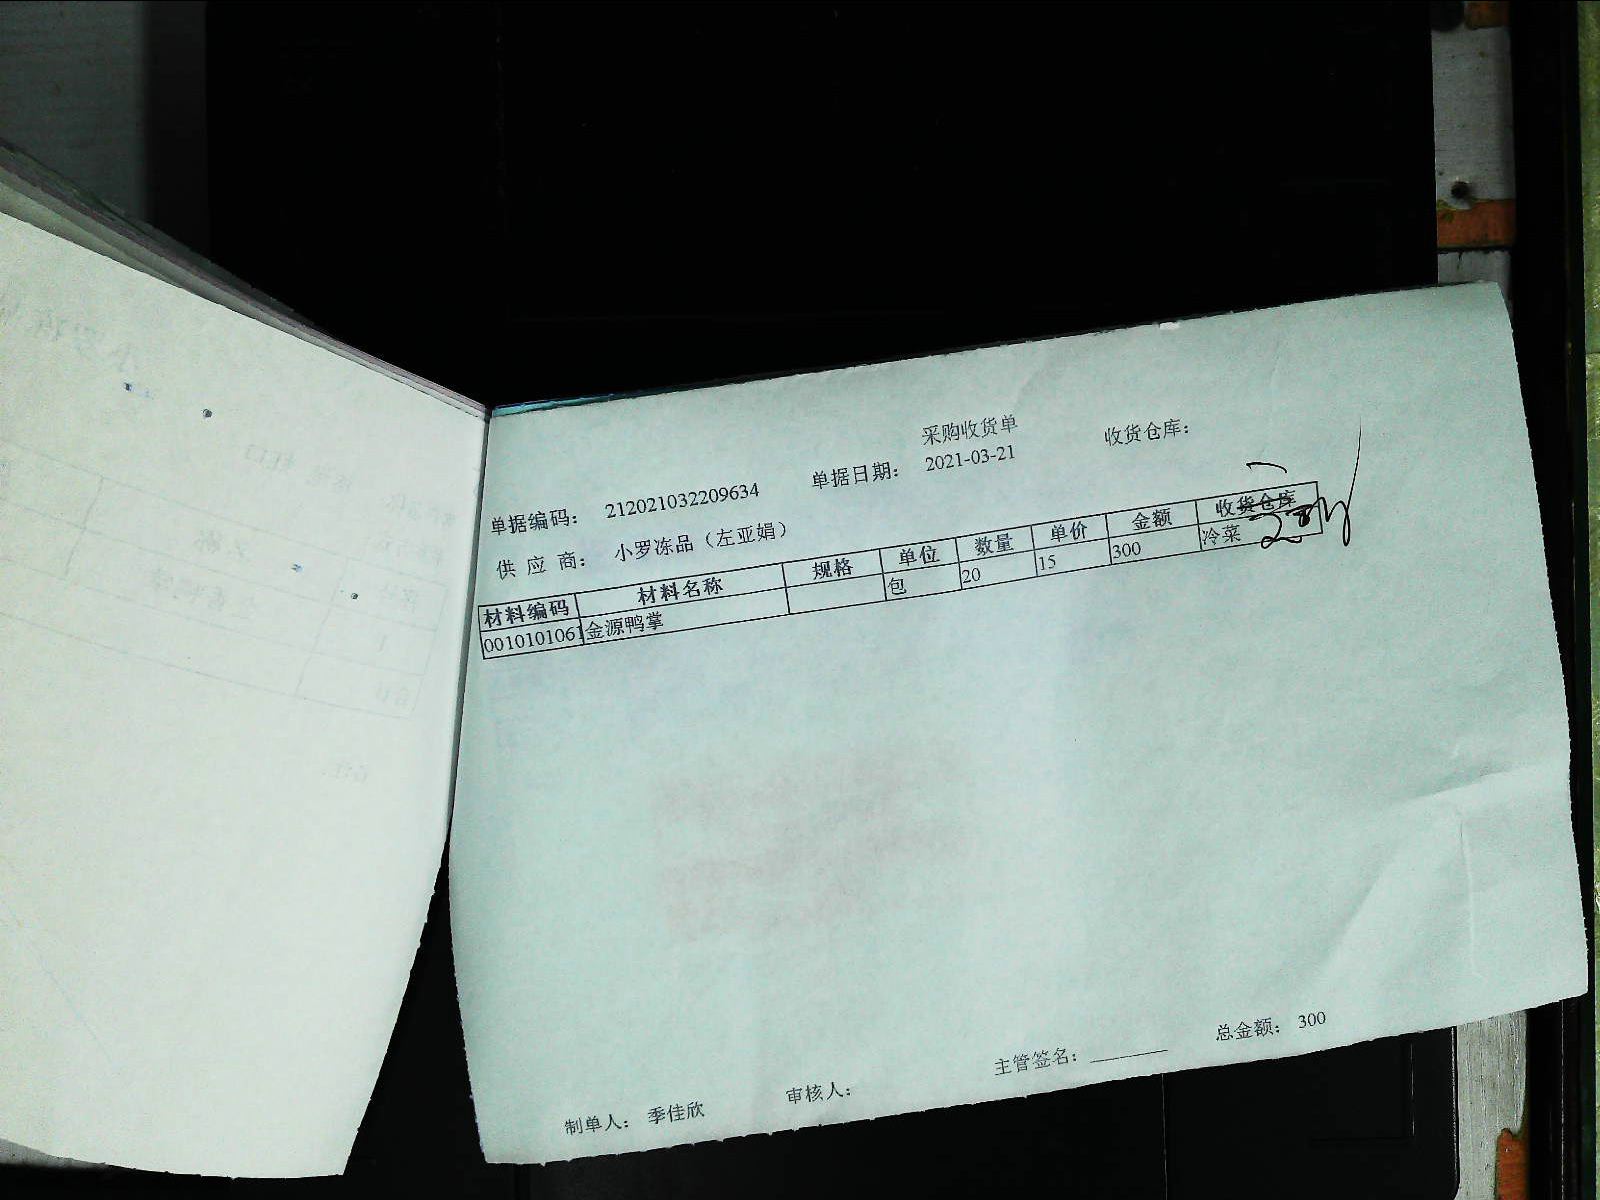 采购收货单
单据编码： 212021032209634 单据日期： 2021-03-21 收货仓库：
供 应 商： 小罗冻品（左亚娟）
材料编码 材料名称 规格 单位 数量 单价 金额 收货仓库
0010101061 金源鸭掌 包 20 15 300 冷菜
制单人： 季佳欣 审核人： 主管签名： 总金额： 300